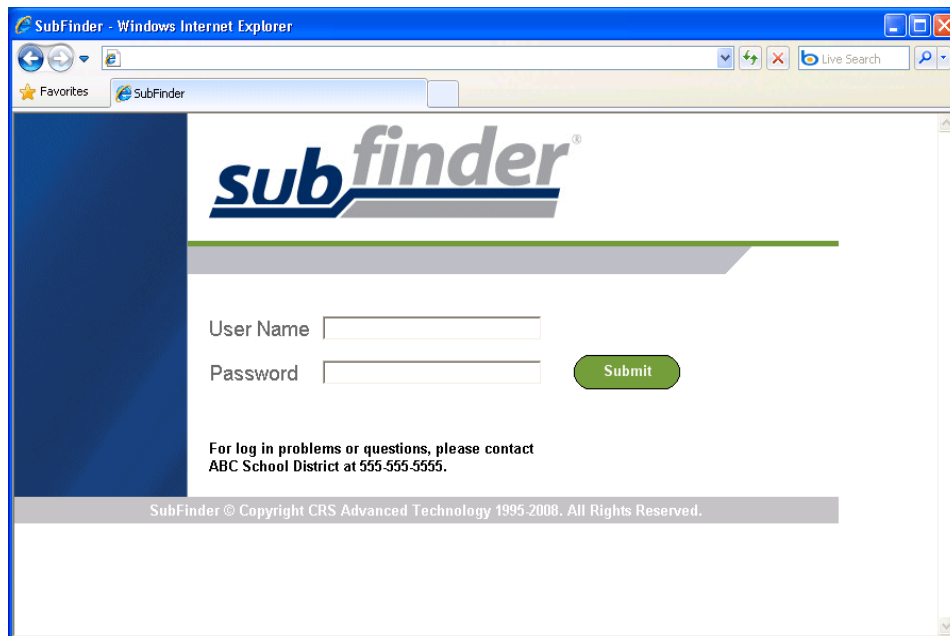 SubFinder - Windows Internet Explorer
Live Search
Favorites
SubFinder
subfinder®
User Name
Password
Submit
For log in problems or questions, please contact
ABC School District at 555-555-5555.
SubFinder © Copyright CRS Advanced Technology 1995-2008. All Rights Reserved.